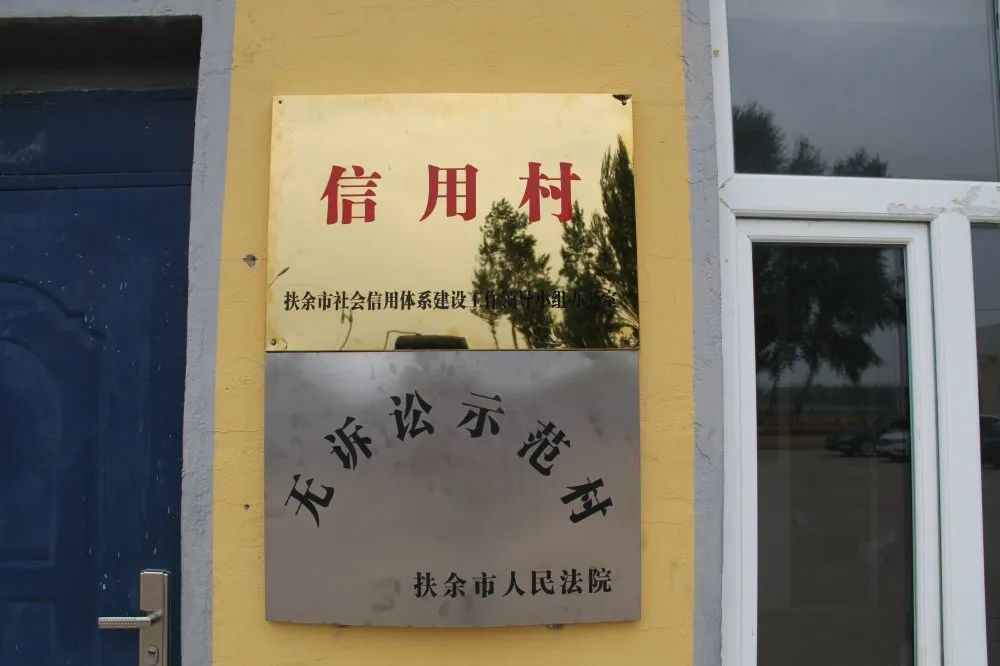 信用村
扶余市社会信用体系建设工作领导小组办公室
无诉讼示范村
扶余市人民法院